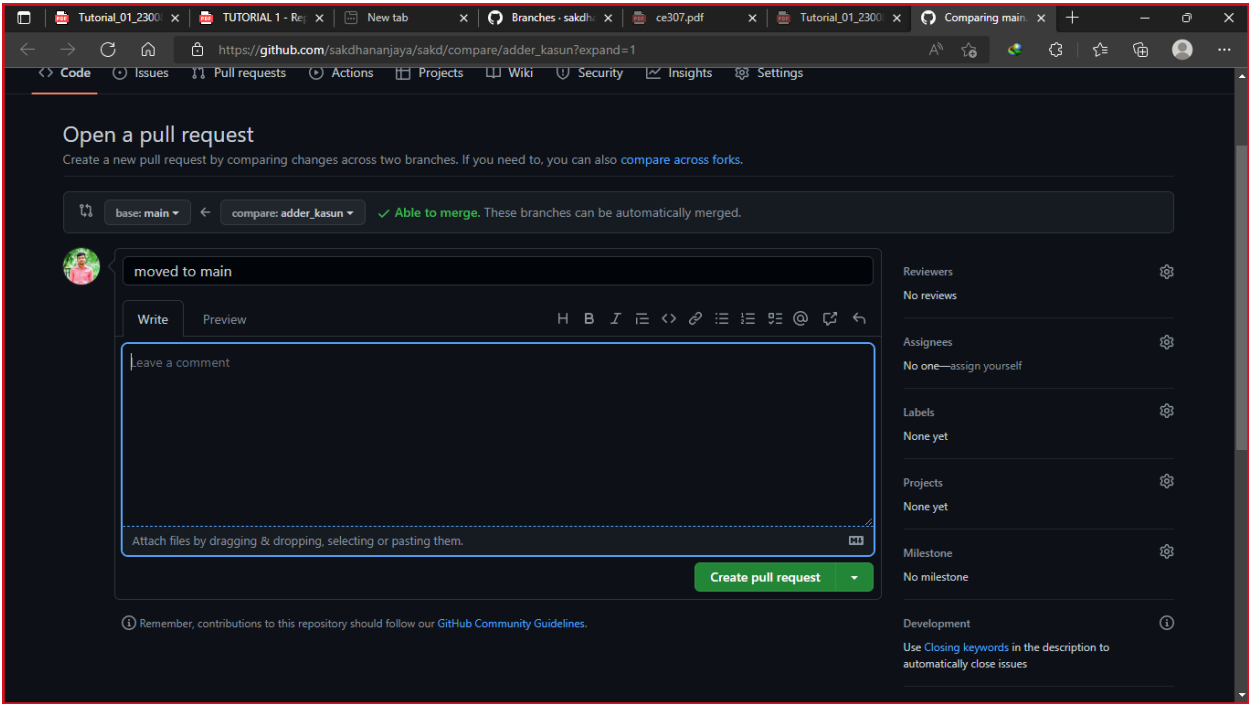 Tutorial_01_2300
TUTORIAL 1 - Rep
New tab
Branches · sakdh
ce307.pdf
Tutorial_01_2300
Comparing main.
https://github.com/sakdhananjaya/sakd/compare/adder_kasun?expand=1
Code Issues Pull requests Actions Projects Wiki Security Insights Settings
Open a pull request
Create a new pull request by comparing changes across two branches. If you need to, you can also compare across forks.
base: main compare: adder_kasun Able to merge. These branches can be automatically merged.
moved to main
Write Preview
Leave a comment
Attach files by dragging & dropping, selecting or pasting them.
Create pull request
Remember, contributions to this repository should follow our GitHub Community Guidelines.
Reviewers
No reviews
Assignees
No one—assign yourself
Labels
None yet
Projects
None yet
Milestone
No milestone
Development
Use Closing keywords in the description to
automatically close issues